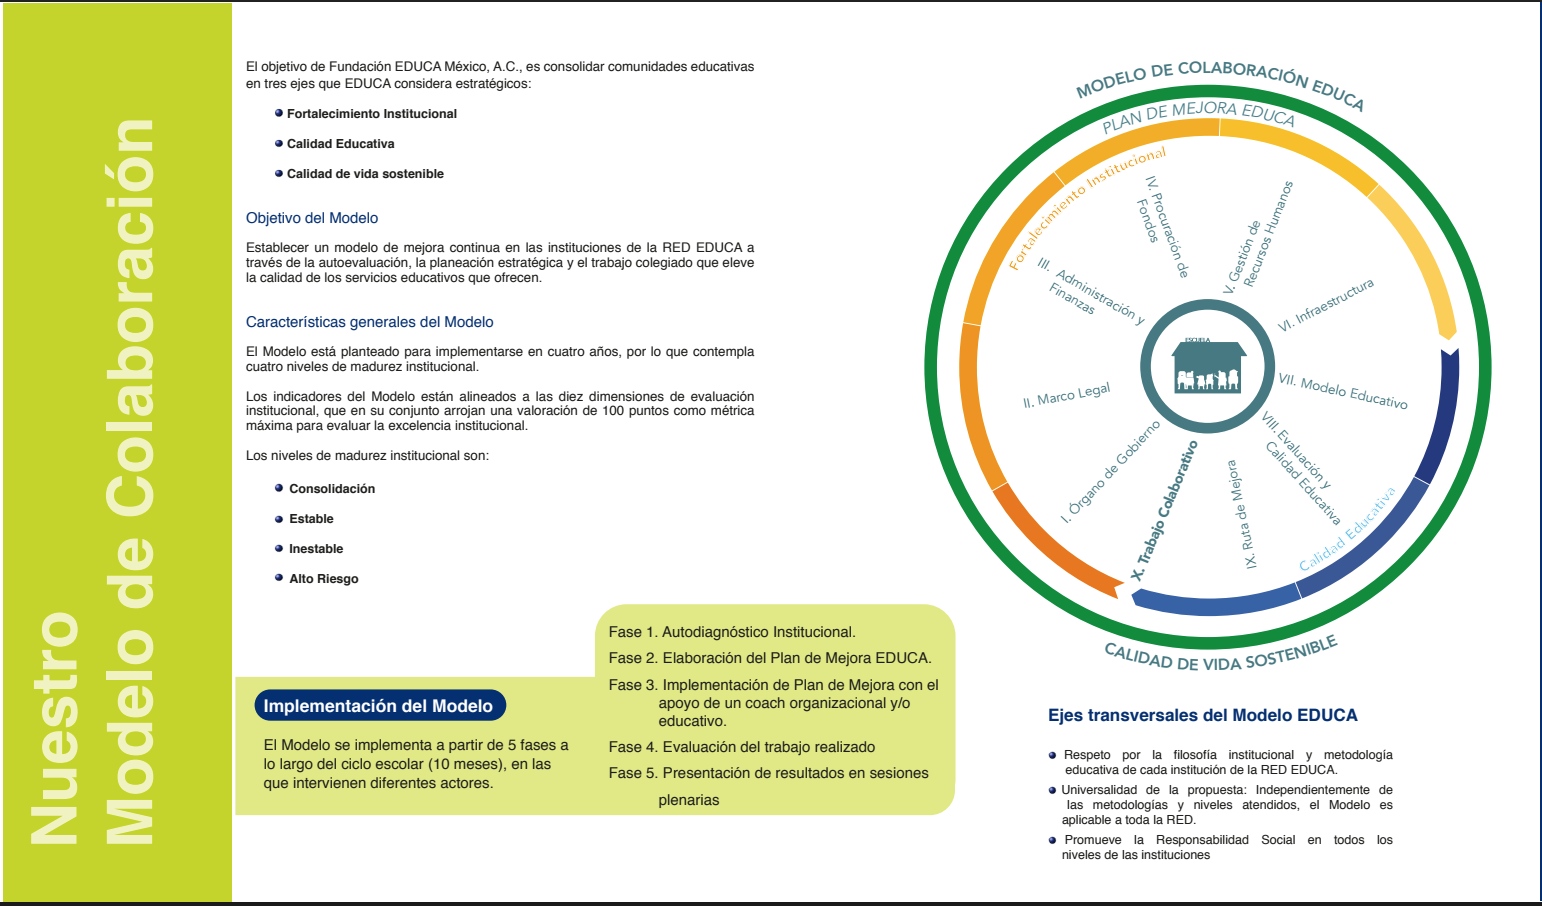 Nuestro
Modelo de Colaboración
El objetivo de Fundación EDUCA México, A.C., es consolidar comunidades educativas
en tres ejes que EDUCA considera estratégicos:
Fortalecimiento Institucional
Calidad Educativa
Calidad de vida sostenible
Objetivo del Modelo
Establecer un modelo de mejora continua en las instituciones de la RED EDUCA a
través de la autoevaluación, la planeación estratégica y el trabajo colegiado que eleve
la calidad de los servicios educativos que ofrecen.
Características generales del Modelo
El Modelo está planteado para implementarse en cuatro años, por lo que contempla
cuatro niveles de madurez institucional.
Los indicadores del Modelo están alineados a las diez dimensiones de evaluación
institucional, que en su conjunto arrojan una valoración de 100 puntos como métrica
máxima para evaluar la excelencia institucional.
Los niveles de madurez institucional son:
Consolidación
Estable
Inestable
Alto Riesgo
Implementación del Modelo
El Modelo se implementa a partir de 5 fases a
lo largo del ciclo escolar (10 meses), en las
que intervienen diferentes actores.
Fase 1. Autodiagnóstico Institucional.
Fase 2. Elaboración del Plan de Mejora EDUCA.
Fase 3. Implementación de Plan de Mejora con el
apoyo de un coach organizacional y/o
educativo.
Fase 4. Evaluación del trabajo realizado
Fase 5. Presentación de resultados en sesiones
plenarias
MODELO DE COLABORACIÓN EDUCA
PLAN DE MEJORA EDUCA
Fortalecimiento Institucional
I. Órgano de Gobierno
II. Marco Legal
III. Administración y
Finanzas
IV. Procuración de
Fondos
V. Gestión de
Recursos Humanos
VI. Infraestructura
VII. Modelo Educativo
VIII. Evaluación y
Calidad Educativa
IX. Ruta de Mejora
X. Trabajo Colaborativo
ESCUELA
Calidad Educativa
CALIDAD DE VIDA SOSTENIBLE
Ejes transversales del Modelo EDUCA
Respeto por la filosofía institucional y metodología
educativa de cada institución de la RED EDUCA.
Universalidad de la propuesta: Independientemente de
las metodologías y niveles atendidos, el Modelo es
aplicable a toda la RED.
Promueve la Responsabilidad Social en todos los
niveles de las instituciones